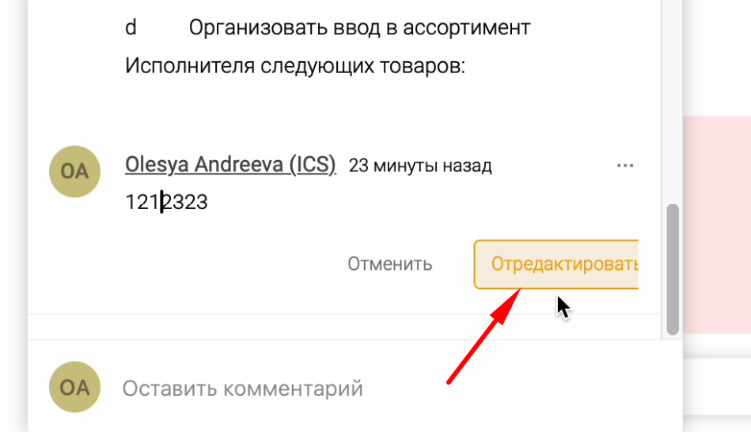 d Организовать ввод в ассортимент
Исполнителя следующих товаров:
OA
Olesya Andreeva (ICS) 23 минуты назад
...
1212323
Отменить
Отредактировать
OA
Оставить комментарий